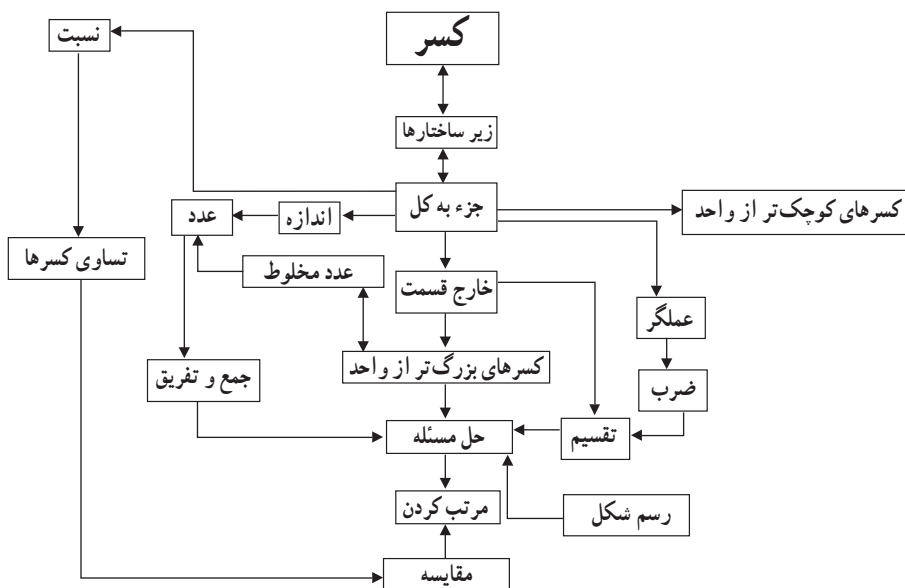 کسر
نسبت
زیر ساختارها
جزء به کل
کسرهای کوچک‌تر از واحد
اندازه
عدد
تساوی کسرها
عدد مخلوط
خارج قسمت
عملگر
کسرهای بزرگ‌تر از واحد
جمع و تفریق
ضرب
حل مسئله
تقسیم
مرتب کردن
رسم شکل
مقایسه